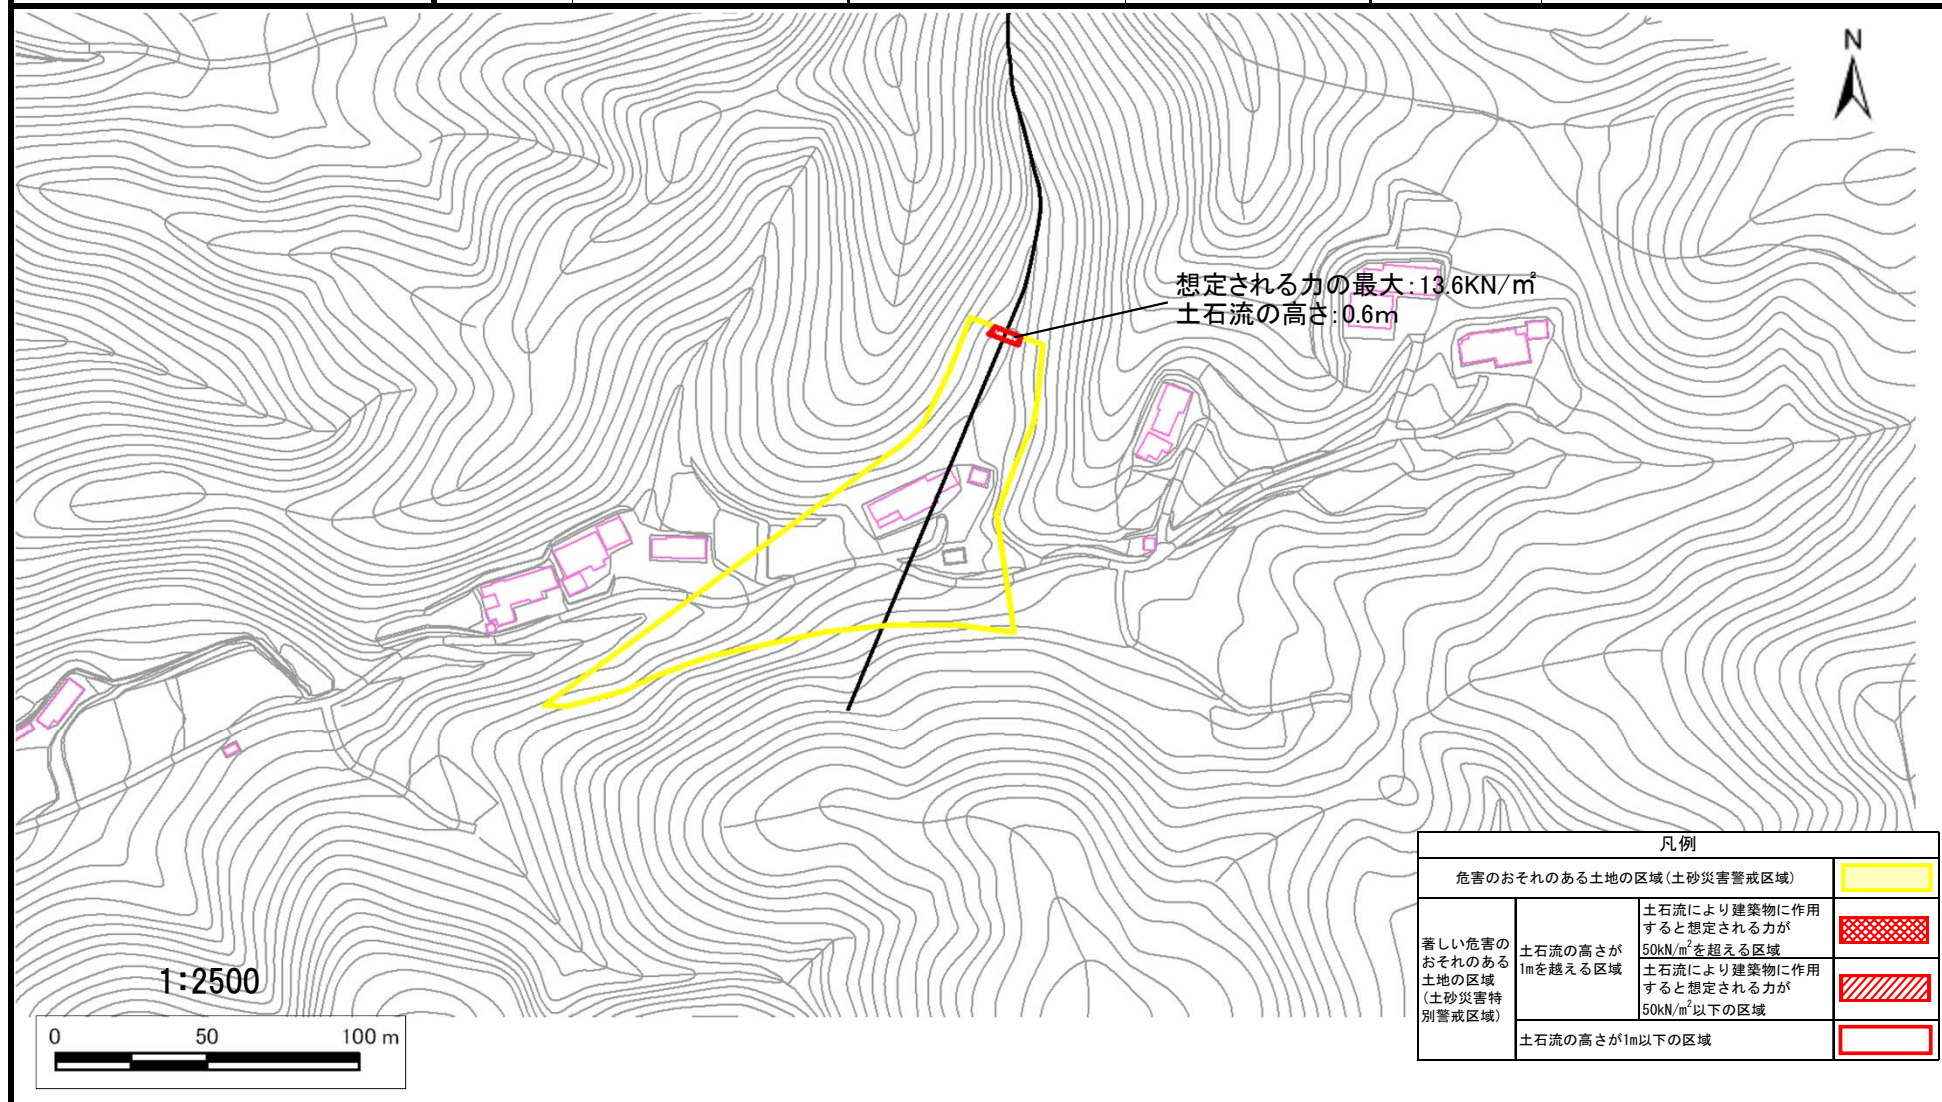 N
想定される力の最大:13.6KN/㎡
土石流の高さ:0.6m
1:2500
0 50 100 m
凡例
危害のおそれのある土地の区域(土砂災害警戒区域)
著しい危害の
おそれのある
土地の区域
(土砂災害特
別警戒区域)
土石流の高さが
1mを越える区域
土石流により建築物に作用
すると想定される力が
50kN/m²を超える区域
土石流により建築物に作用
すると想定される力が
50kN/m²以下の区域
土石流の高さが1m以下の区域